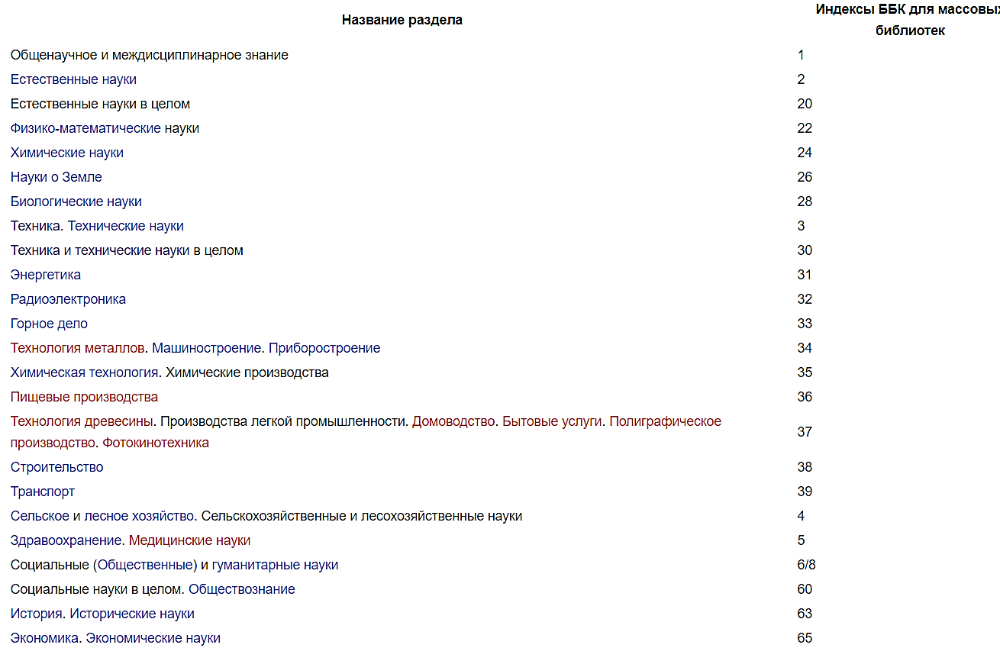 Название раздела
Индексы ББК для массовых
библиотек
Общенаучное и междисциплинарное знание 1
Естественные науки 2
Естественные науки в целом 20
Физико-математические науки 22
Химические науки 24
Науки о Земле 26
Биологические науки 28
Техника. Технические науки 3
Техника и технические науки в целом 30
Энергетика 31
Радиоэлектроника 32
Горное дело 33
Технология металлов. Машиностроение. Приборостроение 34
Химическая технология. Химические производства 35
Пищевые производства 36
Технология древесины. Производства легкой промышленности. Домоводство. Бытовые услуги. Полиграфическое
производство. Фотокинотехника 37
Строительство 38
Транспорт 39
Сельское и лесное хозяйство. Сельскохозяйственные и лесохозяйственные науки 4
Здравоохранение. Медицинские науки 5
Социальные (Общественные) и гуманитарные науки 6/8
Социальные науки в целом. Обществознание 60
История. Исторические науки 63
Экономика. Экономические науки 65